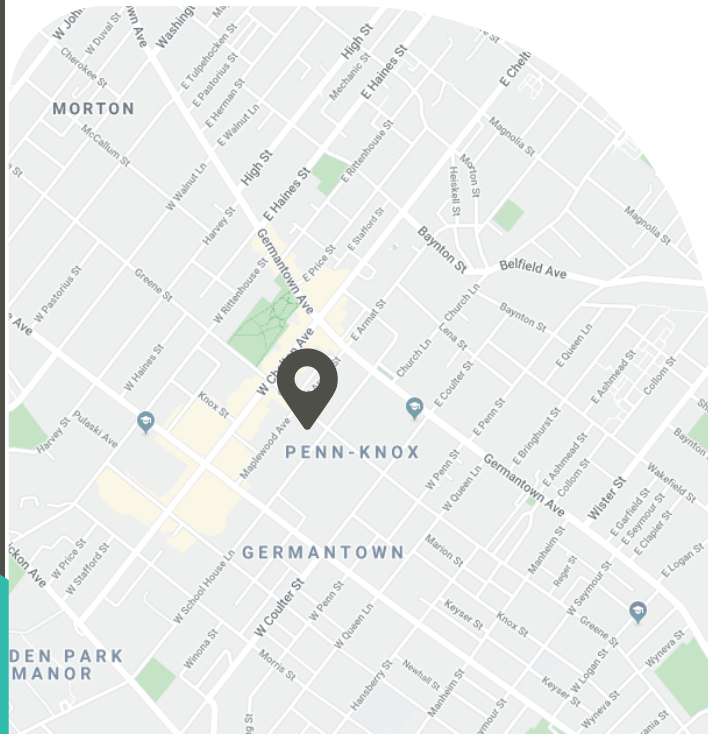 W Duval St
Cherokee St
MORTON
McCallum St
E Tulpehocken St
E Pastorius St
E Herman St
E Walnut Ln
W Walnut Ln
High St
Mechanic St
E Haines St
High St
E Haines St
E Rittenhouse St
Magnolia St
Morton St
Heiskell St
Magnolia St
Harvey St
Germantown Ave
E Stafford St
E Price St
Baynton St
Belfield Ave
W Pastorius St
Greene St
W Rittenhouse St
Church Ln
Baynton St
E Armat St
Lena St
Church Ln
E Queen Ln
E Ashmead St
Collom St
W Haines St
Knox St
E Coulter St
Harvey St
Pulaski Ave
Maplewood Ave
PENN-KNOX
E Penn St
E Bringhurst St
E Ashmead St
Collom St
W Penn St
W Queen Ln
Germantown Ave
Wister St
Wakefield St
E Garfield St
E Seymour St
E Clapier St
E Logan St
GERMANTOWN
Marion St
Manheim St
Reger St
W Price St
W Stafford St
W School House Ln
W Coulter St
W Penn St
W Queen Ln
Keyser St
Knox St
W Seymour St
Greene St
Wyneva St
DEN PARK
MANOR
Winona St
Morris St
Hansberry St
Newhall St
Manheim St
Keyser St
W Logan St
Wyneva St